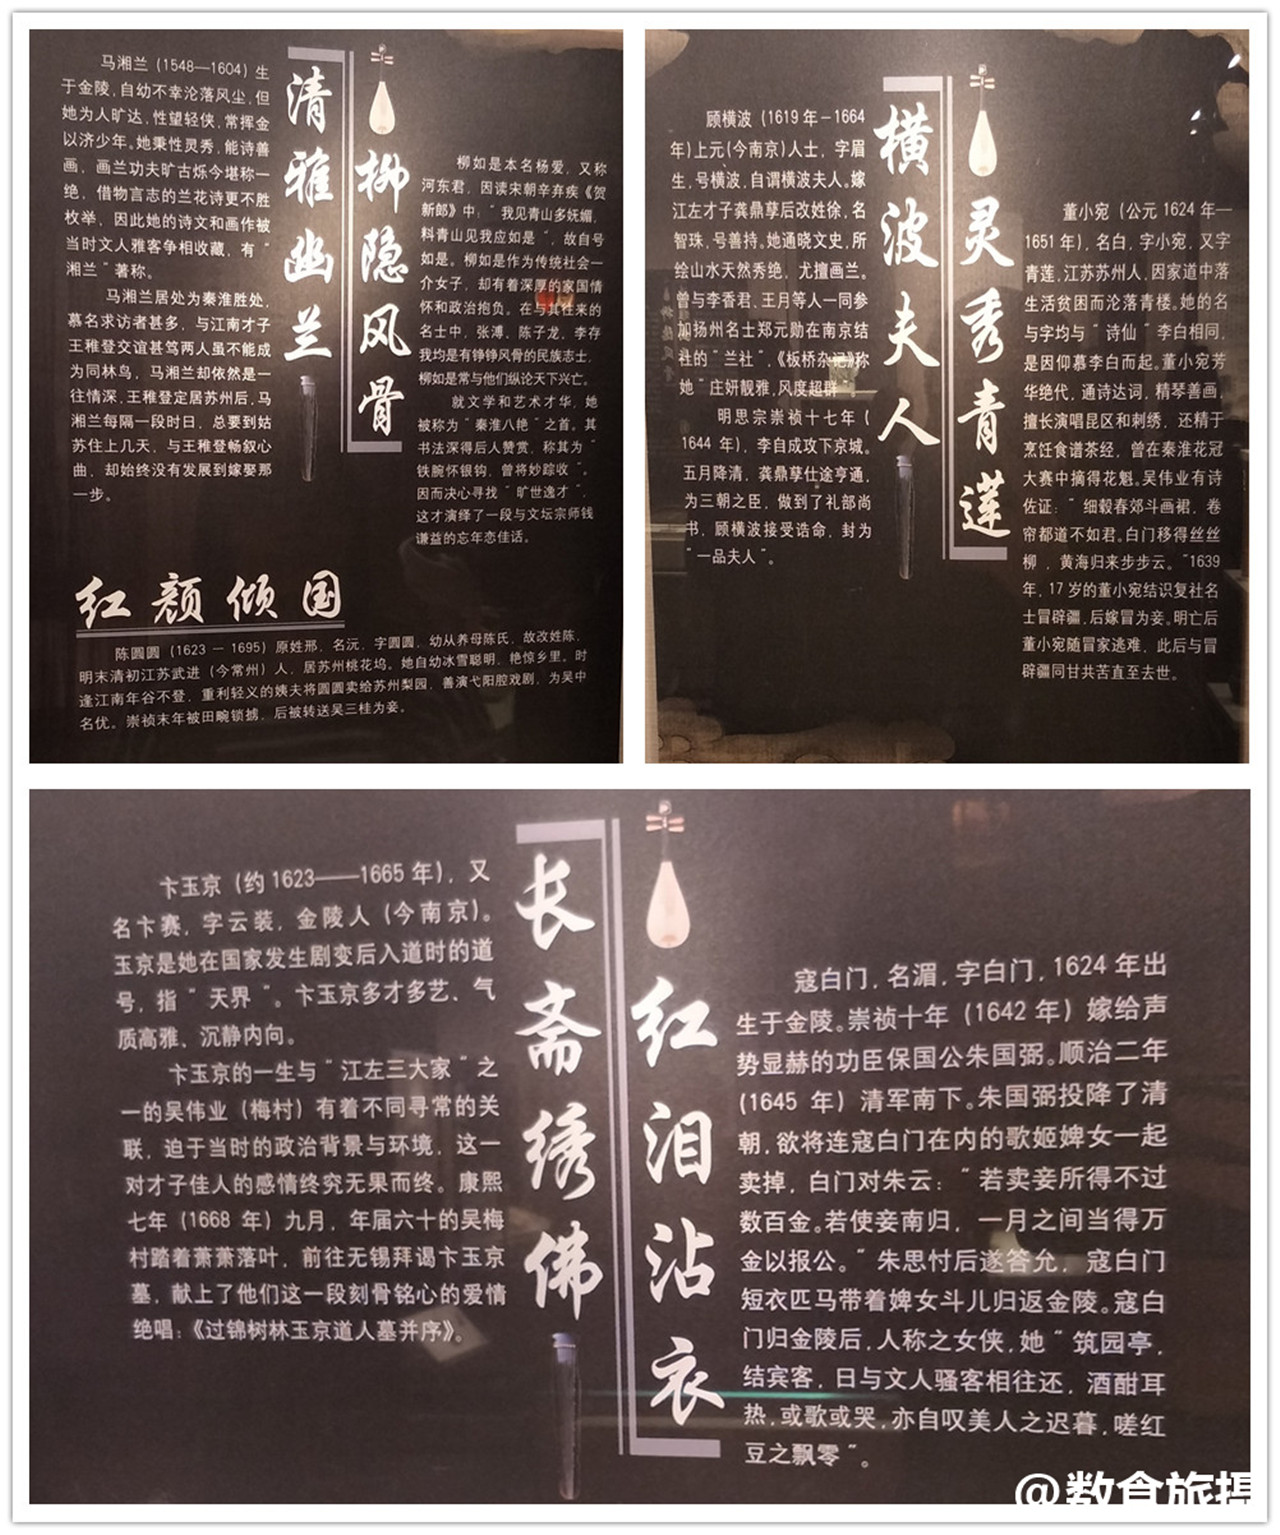 清雅幽兰
马湘兰（1548—1604）生
于金陵，自幼不幸沦落风尘，但
她为人旷达，性望轻侠，常挥金
以济少年。她秉性灵秀，能诗善
画，画兰功夫旷古烁今堪称一
绝，借物言志的兰花诗更不胜
枚举，因此她的诗文和画作被
当时文人雅客争相收藏，有“
湘兰”著称。
马湘兰居处为秦淮胜处，
慕名求访者甚多，与江南才子
王稚登交谊甚笃两人虽不能成
为同林鸟，马湘兰却依然是一
往情深，王稚登定居苏州后，马
湘兰每隔一段时日，总要到姑
苏住上几天，与王稚登畅叙心
曲，却始终没有发展到嫁娶那
一步。
柳隐风骨
柳如是本名杨爱，又称
河东君，因读宋朝辛弃疾《贺
新郎》中：“我见青山多妩媚，
料青山见我应如是”，故自号
如是。柳如是作为传统社会一
介女子，却有着深厚的家国情
怀和政治抱负。在与其往来的
名士中，张溥、陈子龙、李存
我均是有铮铮风骨的民族志士，
柳如是常与他们纵论天下兴亡。
就文学和艺术才华，她
被称为“秦淮八艳”之首。其
书法深得后人赞赏，称其为“
铁腕怀银钩，曾将妙踪收”。
因而决心寻找“旷世逸才”，
这才演绎了一段与文坛宗师钱
谦益的忘年恋佳话。
红颜倾国
陈圆圆（1623 — 1695）原姓邢，名沅，字圆圆，幼从养母陈氏，故改姓陈，
明末清初江苏武进（今常州）人，居苏州桃花坞。她自幼冰雪聪明，绝惊乡里。时
逢江南年谷不登，重利轻义的姨夫将圆圆卖给苏州梨园，善演弋阳腔戏剧，为吴中
名优。崇祯末年被田畹锁掳，后被转送吴三桂为妾。
横波夫人
顾横波（1619年－1664
年）上元（今南京）人士，字眉
生，号横波，自谓横波夫人。嫁
江左才子龚鼎孳后改姓徐，名
智珠，号善持。她通晓文史，所
绘山水天然秀绝，尤擅画兰。
曾与李香君、王月等人一同参
加扬州名士郑元勋在南京结
社的“兰社”，《板桥杂记》称
她”庄妍靓雅，风度超群”。
明思宗崇祯十七年（
1644 年），李自成攻下京城。
五月降清，龚鼎孳仕途亨通，
为三朝之臣，做到了礼部尚
书，顾横波接受诰命，封为
“一品夫人”。
灵秀青莲
董小宛（公元1624年—
1651年），名白，字小宛，又字
青莲，江苏苏州人，因家道中落
生活贫困而沦落青楼。她的名
与字均与“诗仙”李白相同，
是因仰慕李白而起。董小宛芳
华绝代，通诗达词，精琴善画，
擅长演唱昆区和刺绣，还精于
烹饪食谱茶经，曾在秦淮花冠
大赛中摘得花魁。吴伟业有诗
佐证：“细毂春郊斗画裙，卷
帘都道不如君。白门移得丝丝
柳，黄海归来步步云。”1639
年，17岁的董小宛结识复社名
士冒辟疆，后嫁冒为妾。明亡后
董小宛随冒家逃难，此后与冒
辟疆同甘共苦直至去世。
长斋绣佛
卞玉京（约1623——1665年），又
名卞赛，字云装，金陵人（今南京）。
玉京是她在国家发生剧变后入道时的道
号，指“天界”。卞玉京多才多艺、气
质高雅、沉静内向。
卞玉京的一生与“江左三大家”之
一的吴伟业（梅村）有着不同寻常的关
联，迫于当时的政治背景与环境，这一
对才子佳人的感情终究无果而终。康熙
七年（1668 年）九月，年届六十的吴梅
村踏着萧萧落叶，前往无锡拜谒卞玉京
墓，献上了他们这一段刻骨铭心的爱情
绝唱：《过锦树林玉京道人墓并序》。
红泪沾衣
寇白门，名湄，字白门，1624年出
生于金陵。崇祯十年（1642年）嫁给声
势显赫的功臣保国公朱国弼。顺治二年
（1645 年）清军南下。朱国弼投降了清
朝，欲将连寇白门在内的歌姬婢女一起
卖掉，白门对朱云：“若卖妾所得不过
数百金。若使妾南归，一月之间当得万
金以报公。”朱思忖后遂答允，寇白门
短衣匹马带着婢女斗儿归返金陵。寇白
门归金陵后，人称之女侠，她“筑园亭，
结宾客，日与文人骚客相往还，酒酣耳
热，或歌或哭，亦自叹美人之迟暮，嗟红
豆之飘零”。
@数食旅摄